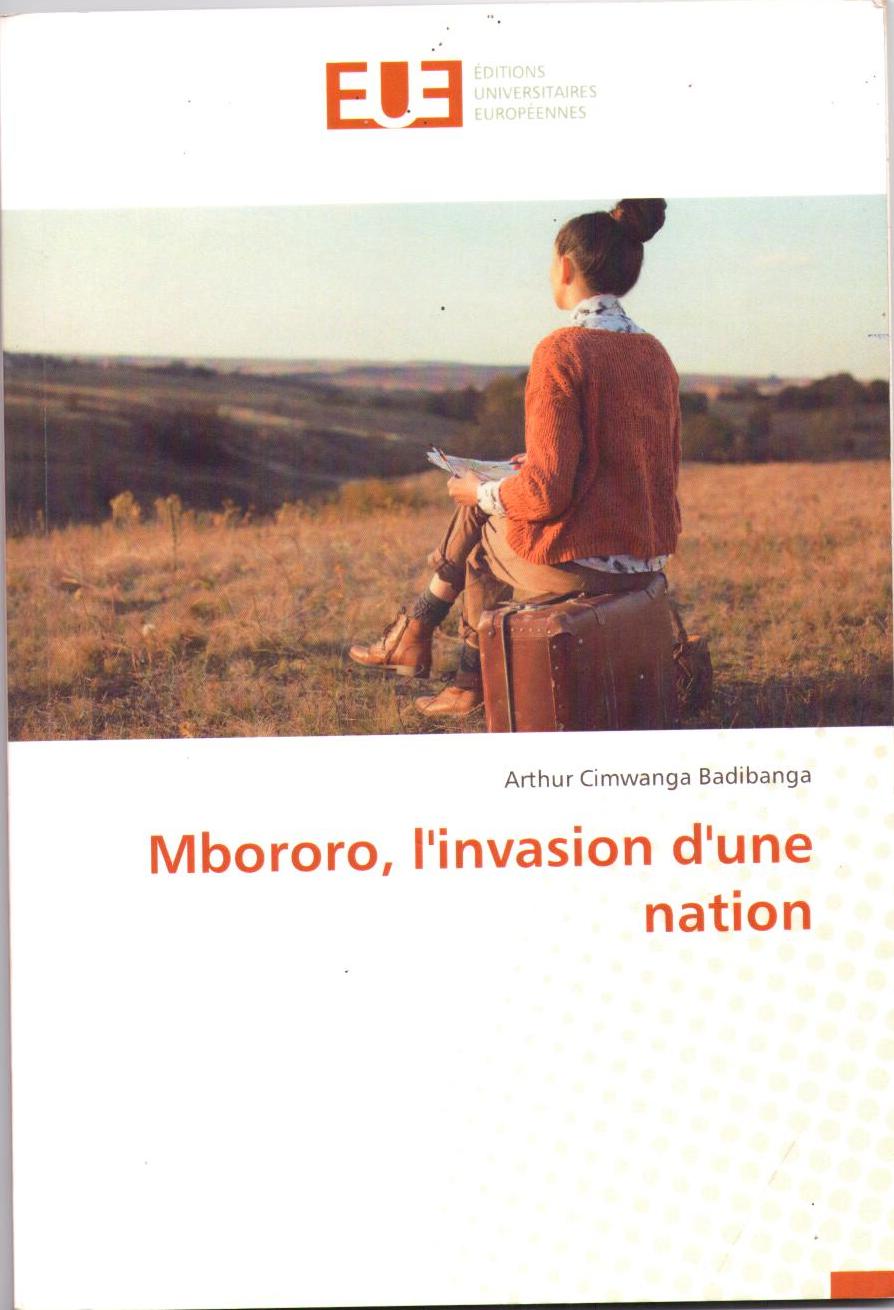 EUE
ÉDITIONS
UNIVERSITAIRES
EUROPÉENNES
Arthur Cimwanga Badibanga
Mbororo, l'invasion d'une
nation